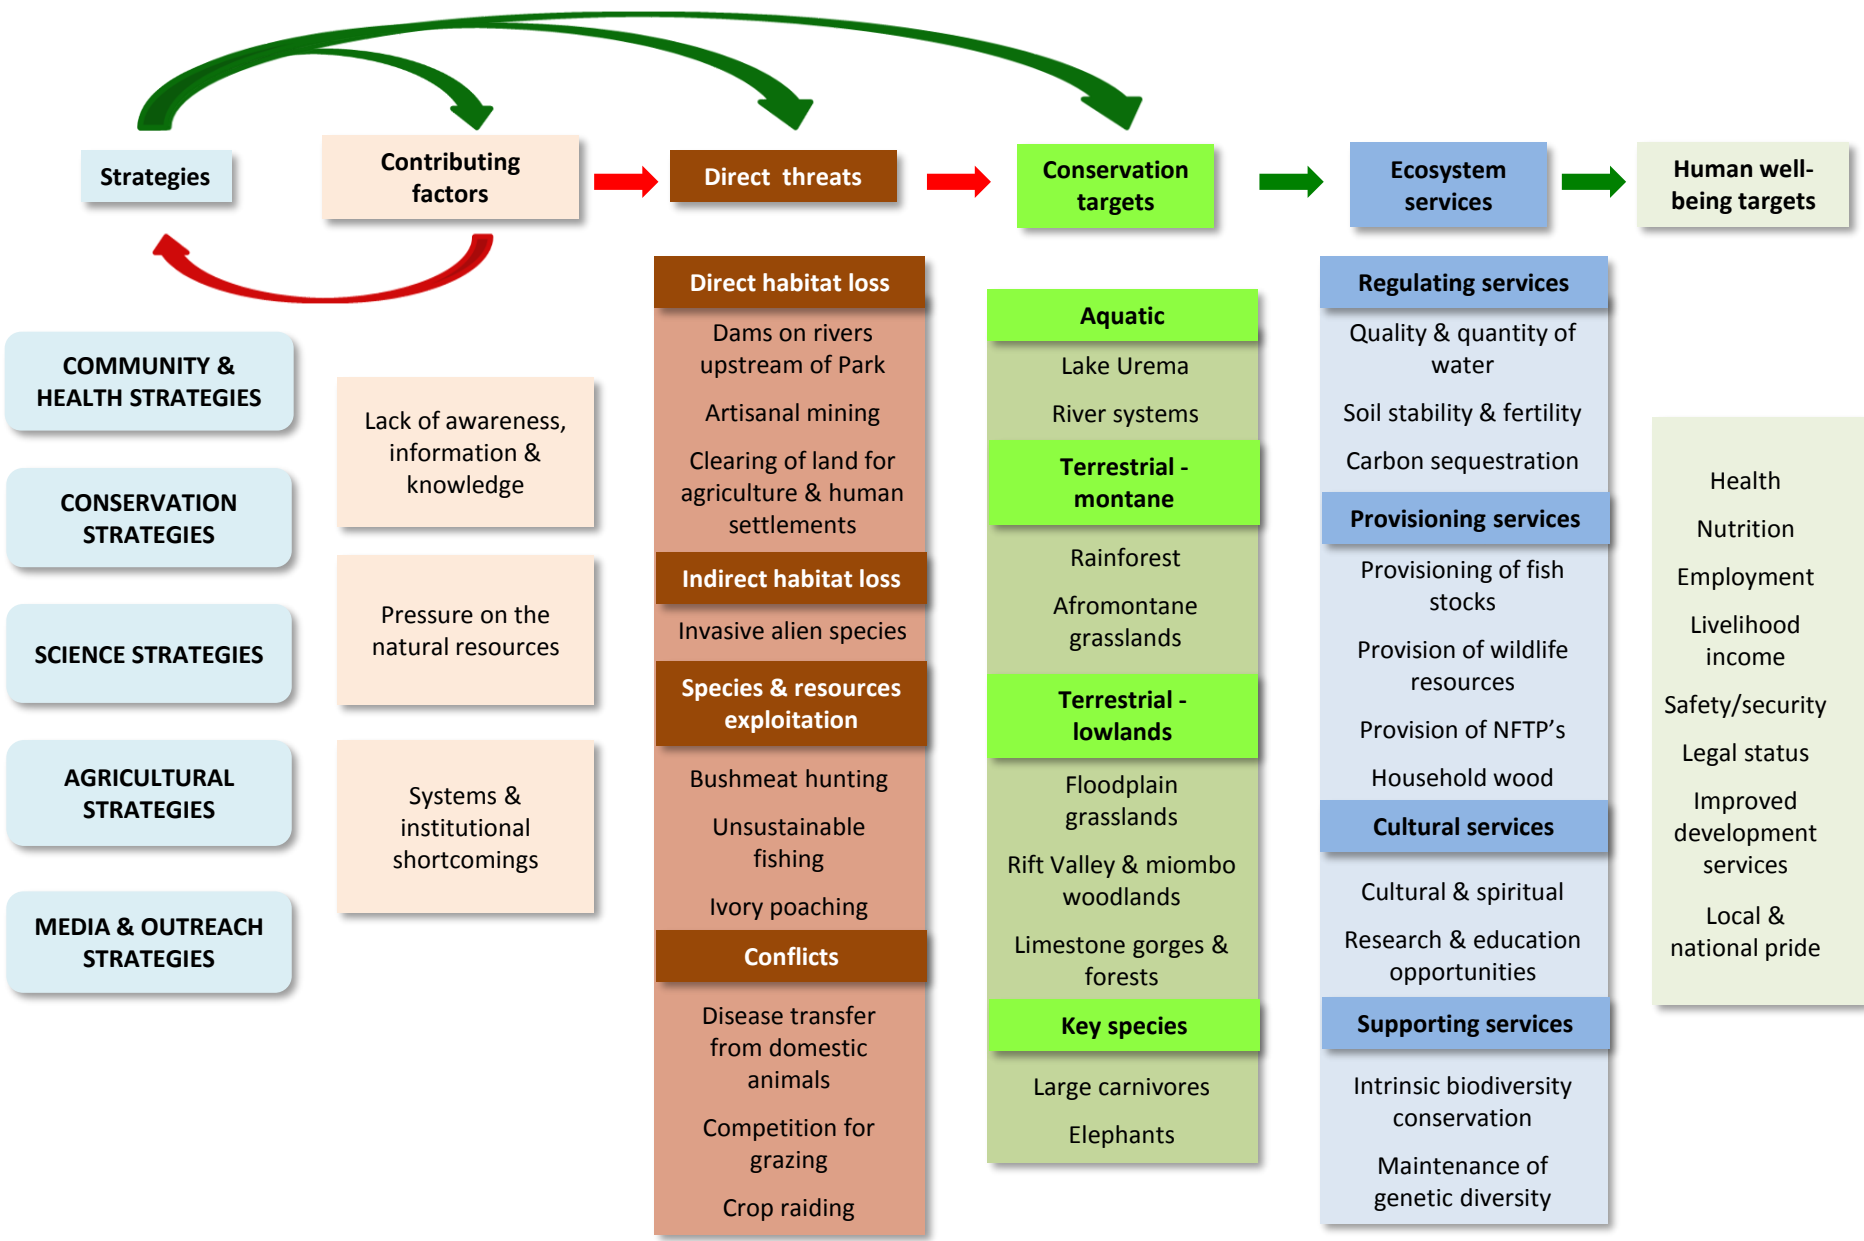 Strategies
Contributing
factors
Direct threats
Conservation
targets
Ecosystem
services
Human well-
being targets
COMMUNITY &
HEALTH STRATEGIES
CONSERVATION
STRATEGIES
SCIENCE STRATEGIES
AGRICULTURAL
STRATEGIES
MEDIA & OUTREACH
STRATEGIES
Lack of awareness,
information &
knowledge
Pressure on the
natural resources
Systems &
institutional
shortcomings
Direct habitat loss
Dams on rivers
upstream of Park
Artisanal mining
Clearing of land for
agriculture & human
settlements
Indirect habitat loss
Invasive alien species
Species & resources
exploitation
Bushmeat hunting
Unsustainable
fishing
Ivory poaching
Conflicts
Disease transfer
from domestic
animals
Competition for
grazing
Crop raiding
Aquatic
Lake Urema
River systems
Terrestrial -
montane
Rainforest
Afromontane
grasslands
Terrestrial -
lowlands
Floodplain
grasslands
Rift Valley & miombo
woodlands
Limestone gorges &
forests
Key species
Large carnivores
Elephants
Regulating services
Quality & quantity of
water
Soil stability & fertility
Carbon sequestration
Provisioning services
Provisioning of fish
stocks
Provision of wildlife
resources
Provision of NFTP's
Household wood
Cultural services
Cultural & spiritual
Research & education
opportunities
Supporting services
Intrinsic biodiversity
conservation
Maintenance of
genetic diversity
Health
Nutrition
Employment
Livelihood
income
Safety/security
Legal status
Improved
development
services
Local &
national pride